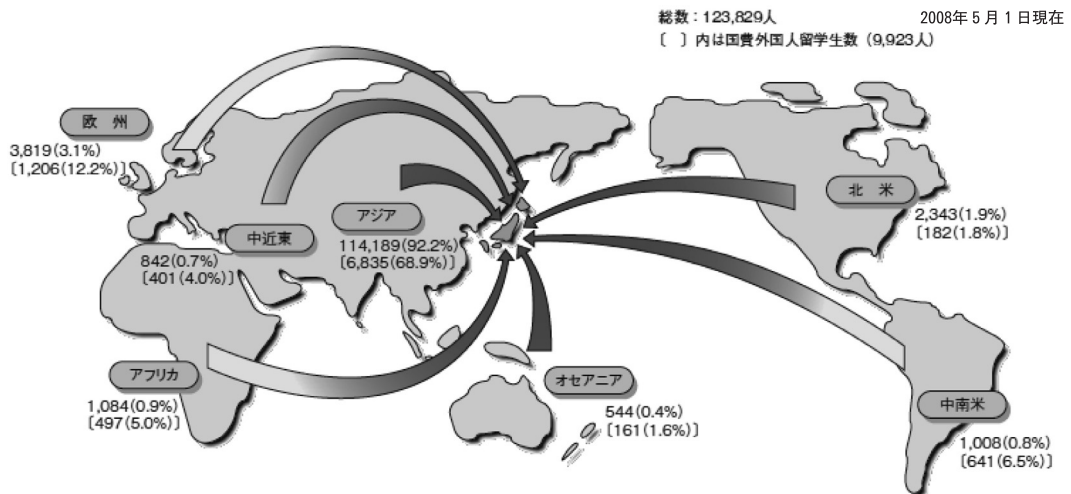 総数：123,829人
2008年5月1日現在
〔　〕内は国費外国人留学生数（9,923人）
欧　州
3,819(3.1%)
〔1,206(12.2%)〕
中近東
842(0.7%)
〔401(4.0%)〕
アジア
114,189(92.2%)
〔6,835(68.9%)〕
北　米
2,343(1.9%)
〔182(1.8%)〕
アフリカ
1,084(0.9%)
〔497(5.0%)〕
オセアニア
544(0.4%)
〔161(1.6%)〕
中南米
1,008(0.8%)
〔641(6.5%)〕